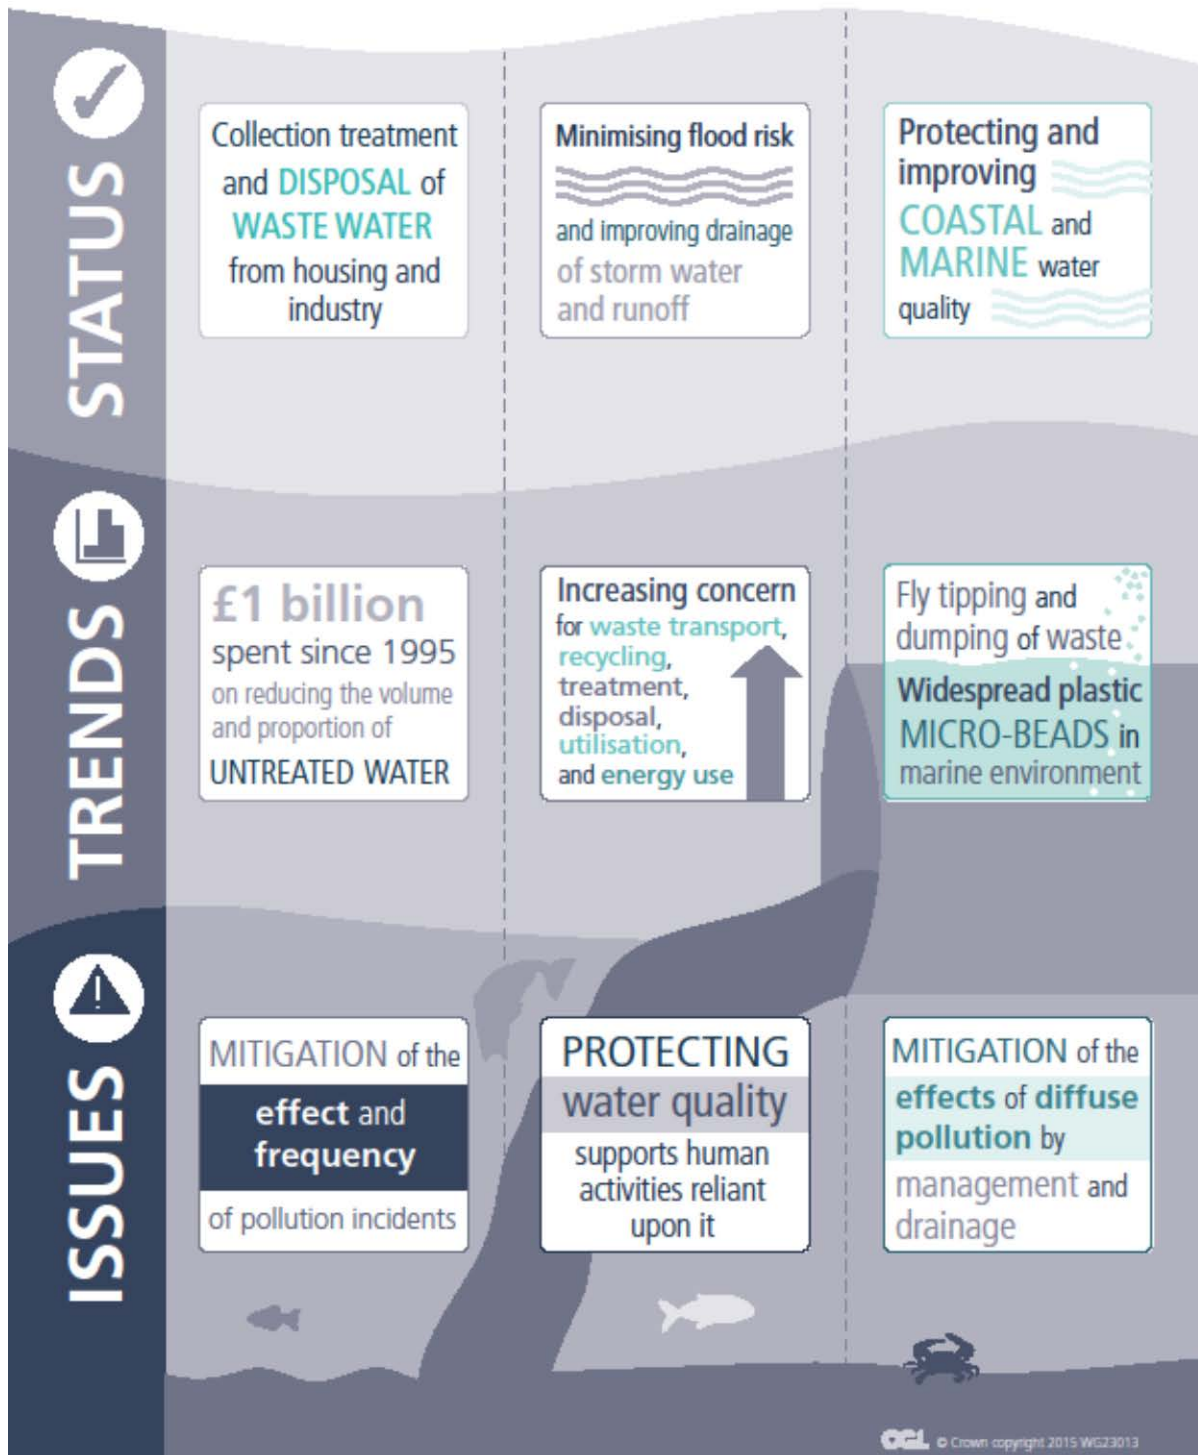 STATUS
Collection treatment
and DISPOSAL of
WASTE WATER
from housing and
industry
Minimising flood risk
and improving drainage
of storm water
and runoff
Protecting and
improving
COASTAL and
MARINE water
quality
TRENDS
£1 billion
spent since 1995
on reducing the volume
and proportion of
UNTREATED WATER
Increasing concern
for waste transport,
recycling,
treatment,
disposal,
utilisation,
and energy use
Fly tipping and
dumping of waste
Widespread plastic
MICRO-BEADS in
marine environment
ISSUES
MITIGATION of the
effect and
frequency
of pollution incidents
PROTECTING
water quality
supports human
activities reliant
upon it
MITIGATION of the
effects of diffuse
pollution by
management and
drainage
OGL © Crown copyright 2015 WG23013